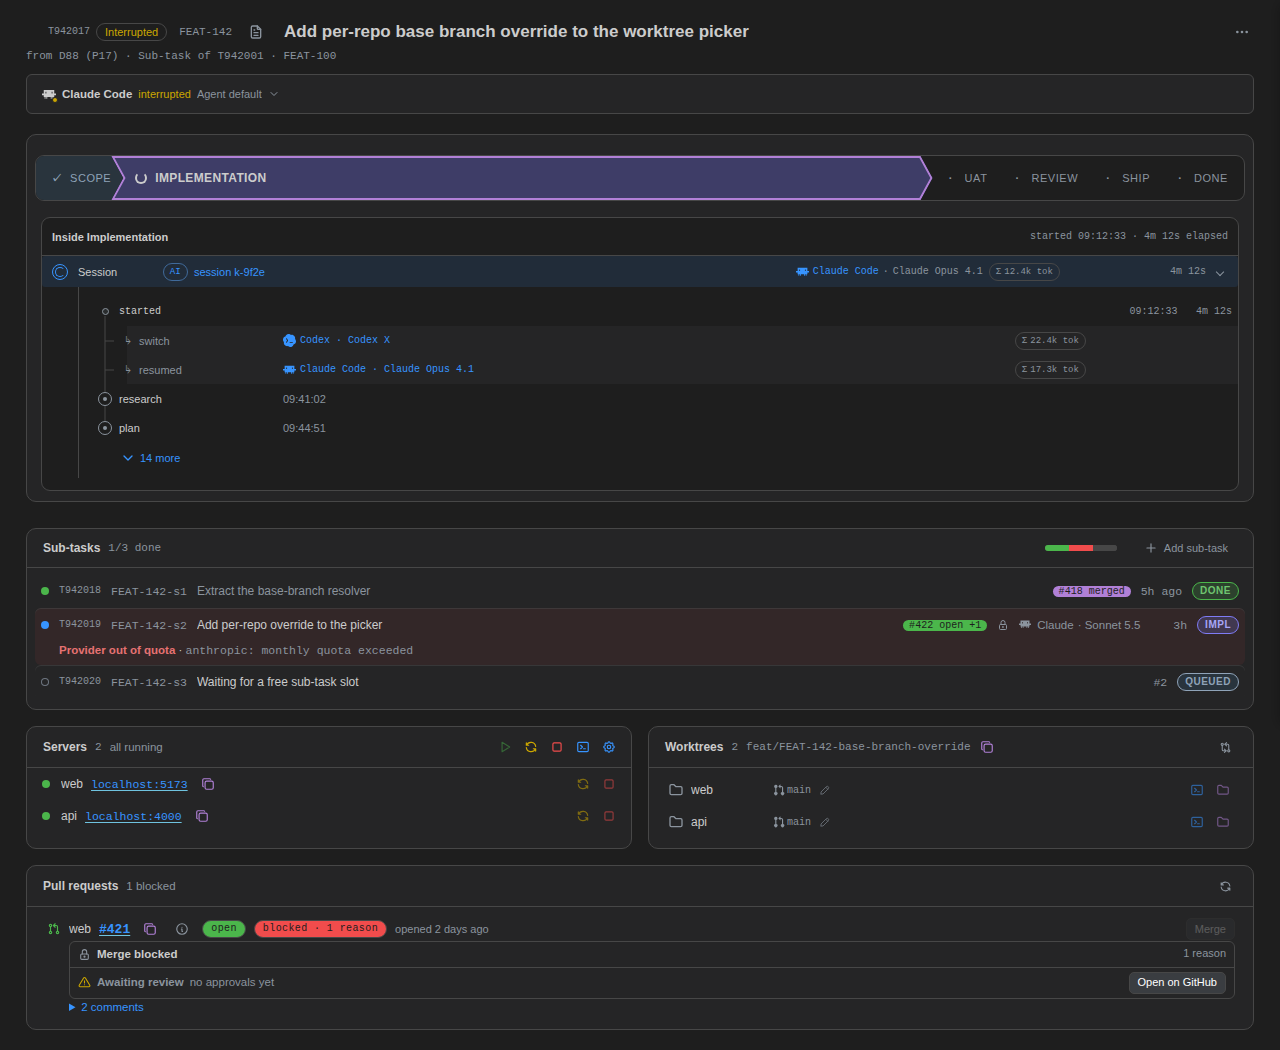 T942017 Interrupted FEAT-142 Add per-repo base branch override to the worktree picker
from D88 (P17) · Sub-task of T942001 · FEAT-100
Claude Code interrupted Agent default
SCOPE IMPLEMENTATION · UAT · REVIEW · SHIP · DONE
Inside Implementation started 09:12:33 · 4m 12s elapsed
Session AI session k-9f2e Claude Code · Claude Opus 4.1 Σ 12.4k tok 4m 12s
started 09:12:33 4m 12s
↳ switch Codex · Codex X Σ 22.4k tok
↳ resumed Claude Code · Claude Opus 4.1 Σ 17.3k tok
research 09:41:02
plan 09:44:51
14 more
Sub-tasks 1/3 done Add sub-task
T942018 FEAT-142-s1 Extract the base-branch resolver #418 merged 5h ago DONE
T942019 FEAT-142-s2 Add per-repo override to the picker #422 open +1 Claude · Sonnet 5.5 3h IMPL
Provider out of quota · anthropic: monthly quota exceeded
T942020 FEAT-142-s3 Waiting for a free sub-task slot #2 QUEUED
Servers 2 all running
web localhost:5173
api localhost:4000
Worktrees 2 feat/FEAT-142-base-branch-override
web main
api main
Pull requests 1 blocked
web #421 open blocked · 1 reason opened 2 days ago Merge
Merge blocked 1 reason
Awaiting review no approvals yet Open on GitHub
2 comments